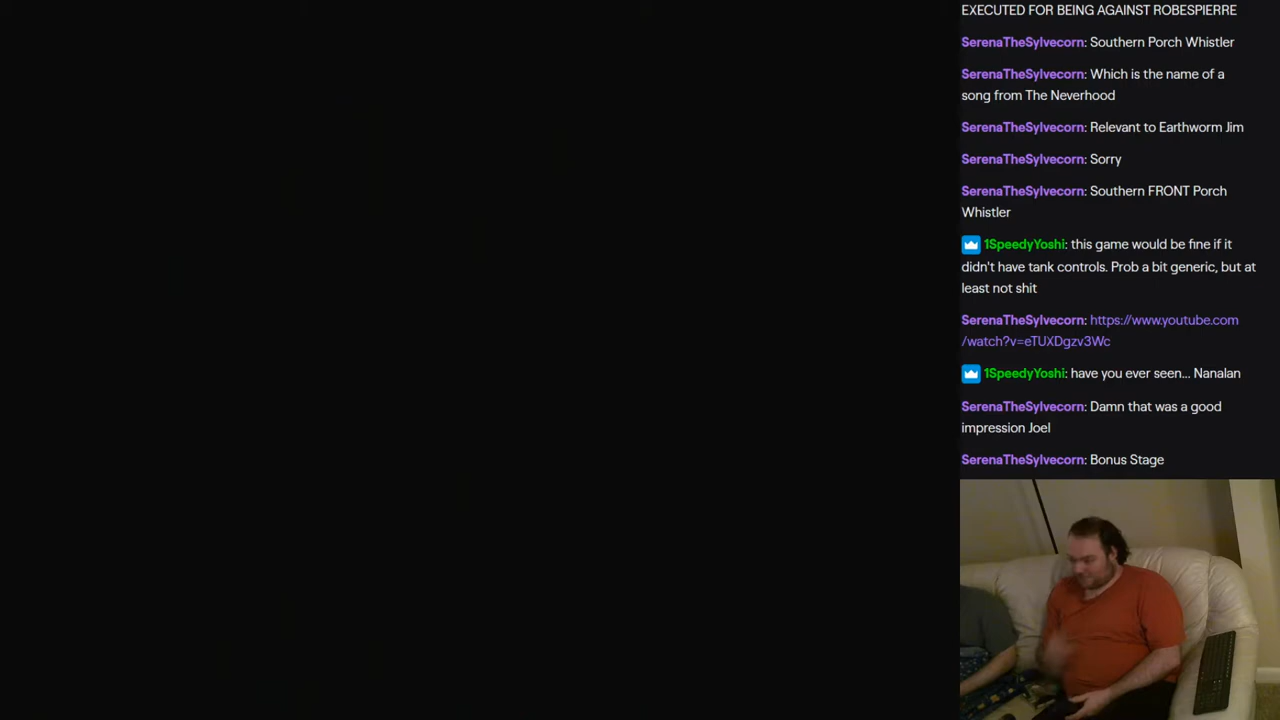 EXECUTED FOR BEING AGAINST ROBESPIERRE
SerenaTheSylvecorn: Southern Porch Whistler
SerenaTheSylvecorn: Which is the name of a
song from The Neverhood
SerenaTheSylvecorn: Relevant to Earthworm Jim
SerenaTheSylvecorn: Sorry
SerenaTheSylvecorn: Southern FRONT Porch
Whistler
1SpeedyYoshi: this game would be fine if it
didn't have tank controls. Prob a bit generic, but at
least not shit
SerenaTheSylvecorn: https://www.youtube.com
/watch?v=eTUXDgzv3Wc
1SpeedyYoshi: have you ever seen... Nanalan
SerenaTheSylvecorn: Damn that was a good
impression Joel
SerenaTheSylvecorn: Bonus Stage